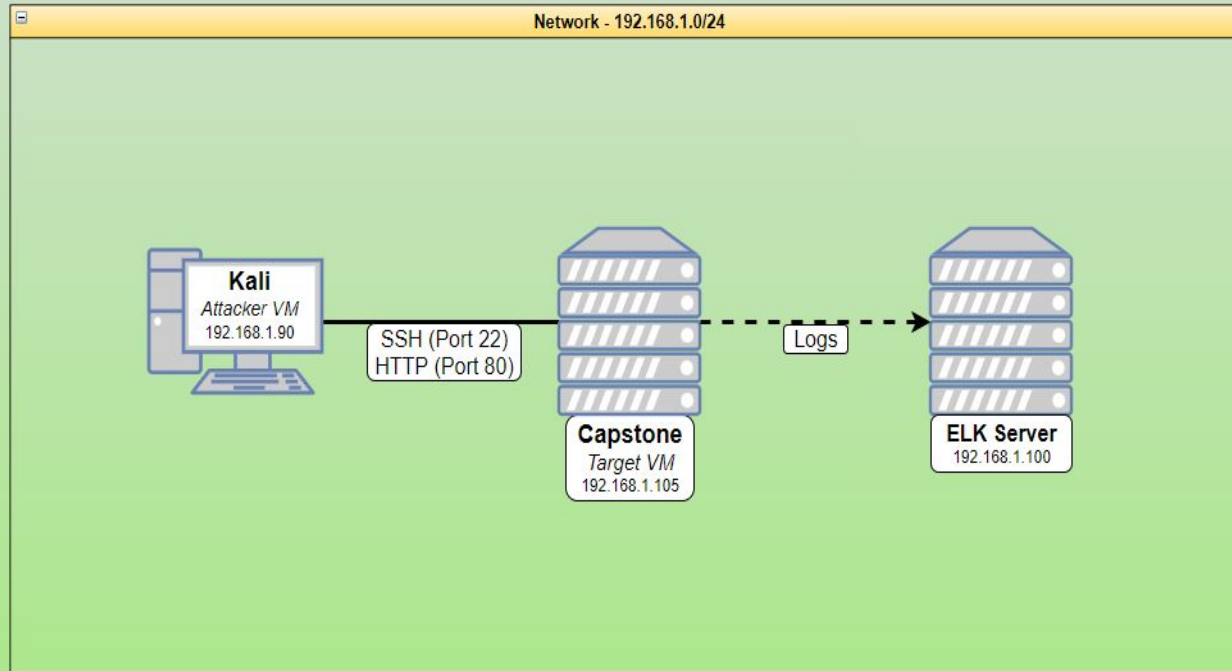 Network - 192.168.1.0/24
Kali
Attacker VM
192.168.1.90
SSH (Port 22)
HTTP (Port 80)
Logs
Capstone
Target VM
192.168.1.105
ELK Server
192.168.1.100